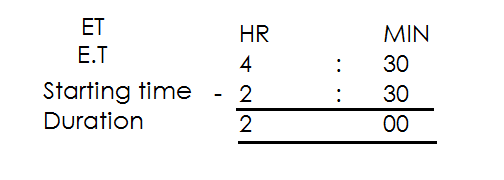 ET
HR MIN
E.T 4 : 30
Starting time - 2 : 30
Duration 2 00